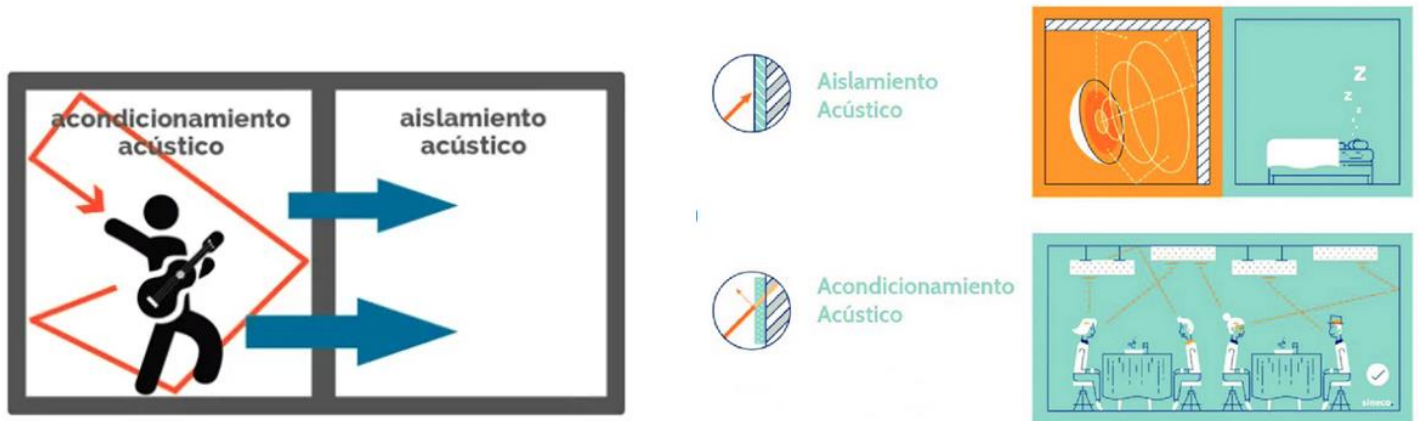 acondicionamiento
acústico
aislamiento
acústico
Aislamiento
Acústico
Z
z
z
Acondicionamiento
Acústico
sineco.